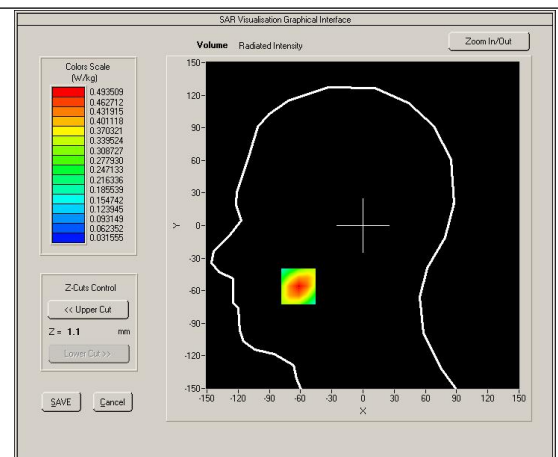 SAR Visualisation Graphical Interface
Volume Radiated Intensity
Zoom In/Out
Colors Scale
(W/kg)
0.493509
0.462712
0.431915
0.401118
0.370321
0.339524
0.308727
0.277930
0.247133
0.216336
0.185539
0.154742
0.123945
0.093149
0.062352
0.031555
Z-Cuts Control
<< Upper Cut
Z = 1.1 mm
Lower Cut >>
SAVE Cancel
150-
120-
90-
60-
30-
0-
-30-
-60-
-90-
-120-
-150-
Y
-150 -120 -90 -60 -30 0 30 60 90 120 150
X